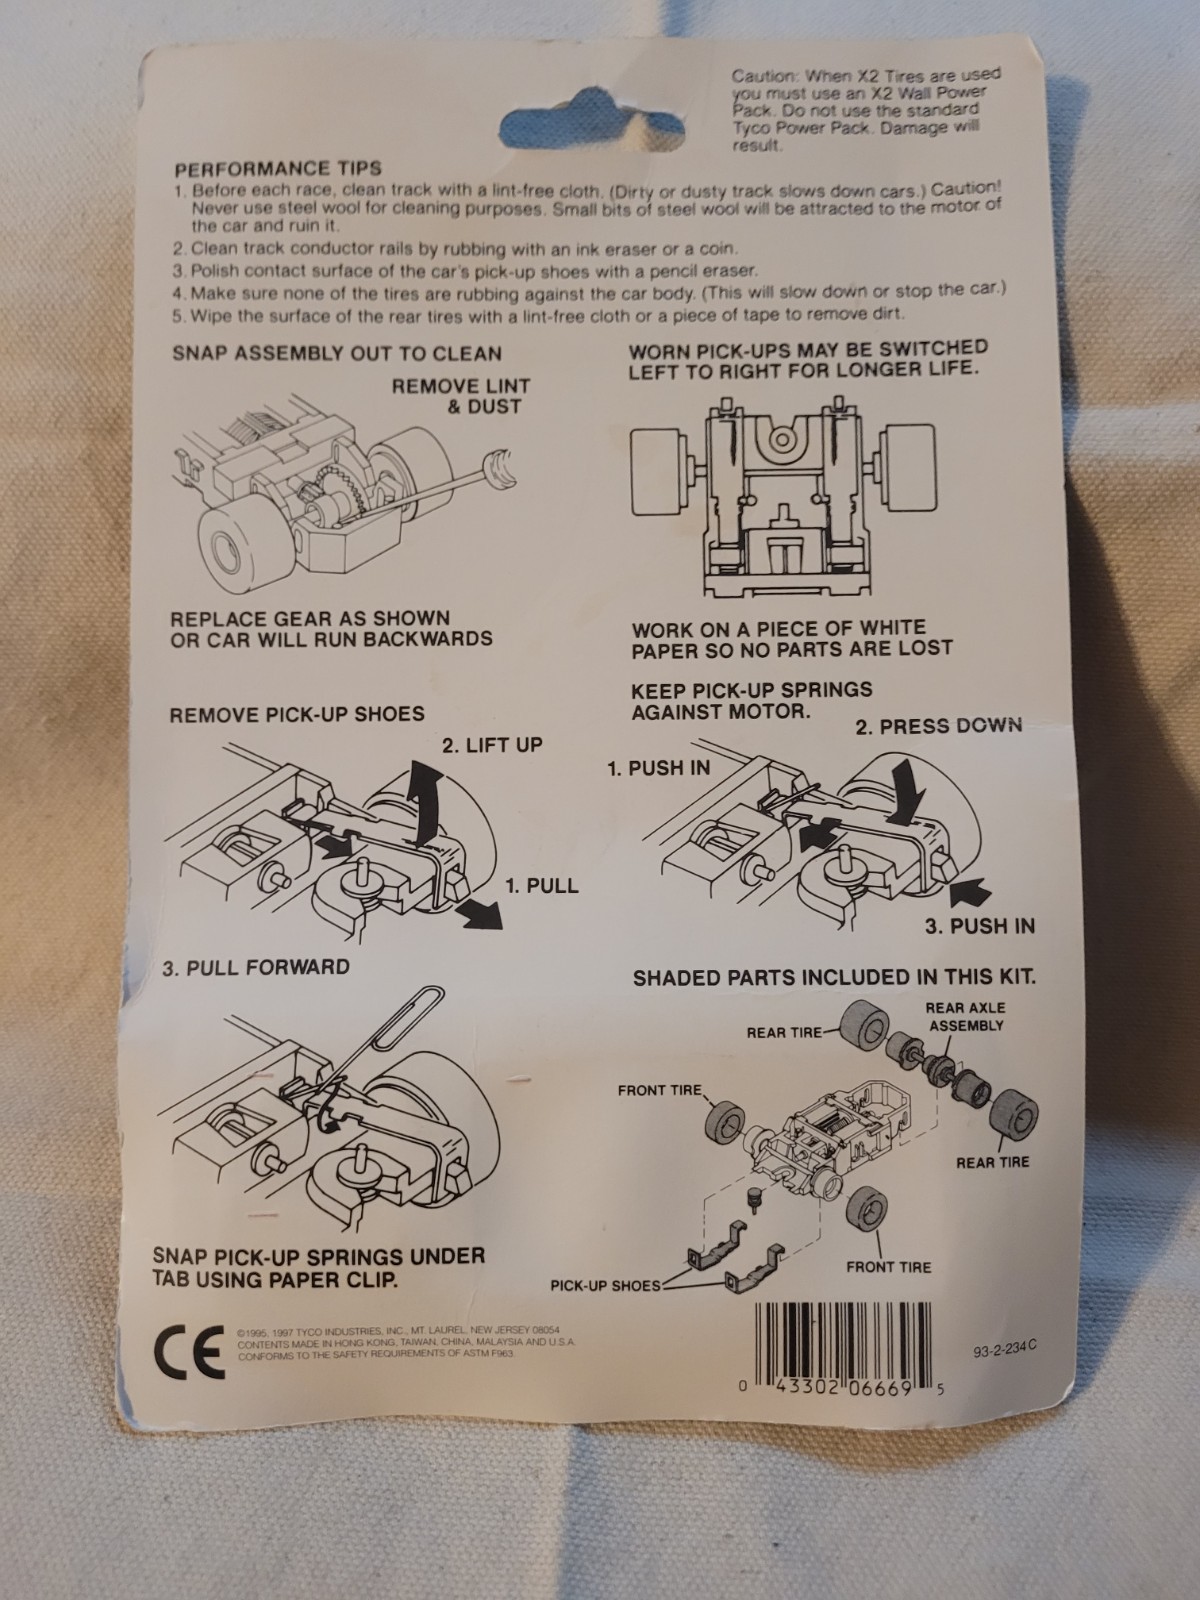 Caution: When X2 Tires are used
you must use an X2 Wall Power
Pack. Do not use the standard
Tyco Power Pack. Damage will
result.
PERFORMANCE TIPS
1. Before each race, clean track with a lint-free cloth. (Dirty or dusty track slows down cars.) Caution!
Never use steel wool for cleaning purposes. Small bits of steel wool will be attracted to the motor of
the car and ruin it.
2. Clean track conductor rails by rubbing with an ink eraser or a coin.
3. Polish contact surface of the car's pick-up shoes with a pencil eraser.
4. Make sure none of the tires are rubbing against the car body. (This will slow down or stop the car.)
5. Wipe the surface of the rear tires with a lint-free cloth or a piece of tape to remove dirt.
SNAP ASSEMBLY OUT TO CLEAN
REMOVE LINT
& DUST
REPLACE GEAR AS SHOWN
OR CAR WILL RUN BACKWARDS
WORN PICK-UPS MAY BE SWITCHED
LEFT TO RIGHT FOR LONGER LIFE.
WORK ON A PIECE OF WHITE
PAPER SO NO PARTS ARE LOST
REMOVE PICK-UP SHOES
2. LIFT UP
1. PULL
KEEP PICK-UP SPRINGS
AGAINST MOTOR.
2. PRESS DOWN
1. PUSH IN
3. PUSH IN
3. PULL FORWARD
SNAP PICK-UP SPRINGS UNDER
TAB USING PAPER CLIP.
SHADED PARTS INCLUDED IN THIS KIT.
REAR AXLE
ASSEMBLY
REAR TIRE
FRONT TIRE
REAR TIRE
FRONT TIRE
PICK-UP SHOES
CE
©1995, 1997 TYCO INDUSTRIES, INC., MT. LAUREL, NEW JERSEY 08054
CONTENTS MADE IN HONG KONG, TAIWAN, CHINA, MALAYSIA AND U.S.A.
CONFORMS TO THE SAFETY REQUIREMENTS OF ASTM F963.
0 43302 06669 5
93-2-234C